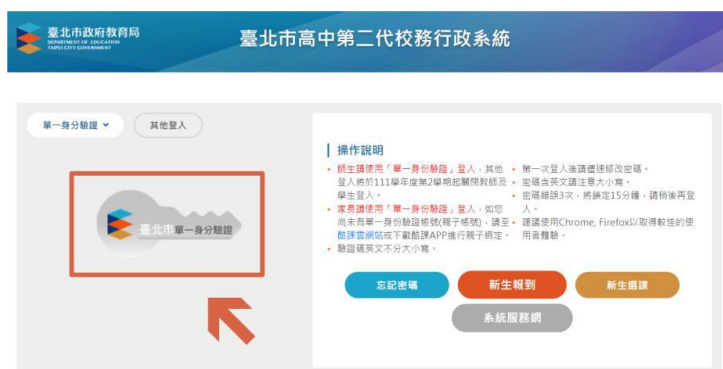 臺北市政府教育局
DEPARTMENT OF EDUCATION
TAIPEI CITY GOVERNMENT
臺北市高中第二代校務行政系統
單一身分驗證
其他登入
臺北市單一身分驗證
操作說明
師生請使用「單一身份驗證」登入，其他
登入將於111學年度第2學期起關閉教師及
學生登入。
家長請使用「單一身份驗證」登入，如您
尚未有單一身份驗證帳號(親子帳號)，請至
酷課雲網站或下載酷課APP進行親子綁定。
驗證碼英文不分大小寫。
第一次登入後請儘速修改密碼。
密碼含英文請注意大小寫。
密碼錯誤3次，將鎖定15分鐘，請稍後再登
入。
建議使用Chrome, Firefox以取得較佳的使
用者體驗。
忘記密碼
新生報到
新生選課
系統服務網